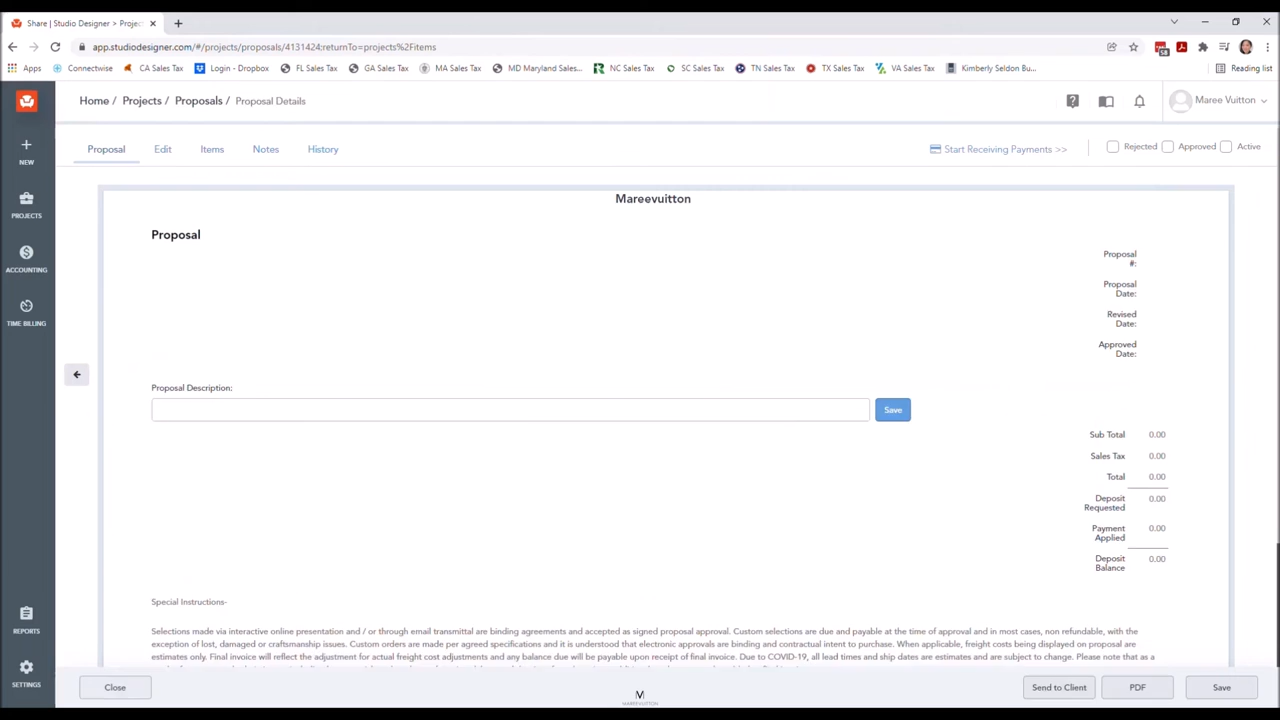 Share | Studio Designer > Projec
app.studiodesigner.com/#/projects/proposals/4131424;returnTo=projects%2Fitems
58
Apps Connectwise CA Sales Tax Login - Dropbox FL Sales Tax GA Sales Tax MA Sales Tax MD Maryland Sales... NC Sales Tax SC Sales Tax TN Sales Tax TX Sales Tax VA Sales Tax Kimberly Seldon Bu... Reading list
Home / Projects / Proposals / Proposal Details
Maree Vuitton
NEW
PROJECTS
ACCOUNTING
TIME BILLING
REPORTS
SETTINGS
Proposal Edit Items Notes History
Start Receiving Payments >>
Rejected Approved Active
Mareevuitton
Proposal
Proposal
#:
Proposal
Date:
Revised
Date:
Approved
Date:
Proposal Description:
Save
Sub Total 0.00
Sales Tax 0.00
Total 0.00
Deposit
Requested 0.00
Payment
Applied 0.00
Deposit
Balance 0.00
Special Instructions-
Selections made via interactive online presentation and / or through email transmittal are binding agreements and accepted as signed proposal approval. Custom selections are due and payable at the time of approval and in most cases, non refundable, with the
exception of lost, damaged or craftsmanship issues. Custom orders are made per agreed specifications and it is understood that electronic approvals are binding and contractual intent to purchase. When applicable, freight costs being displayed on proposal are
estimates only. Final invoice will reflect the adjustment for actual freight cost adjustments and any balance due will be payable upon receipt of final invoice. Due to COVID-19, all lead times and ship dates are estimates and are subject to change. Please note that as a
Close
M
MAREEVUITTON
Send to Client PDF Save